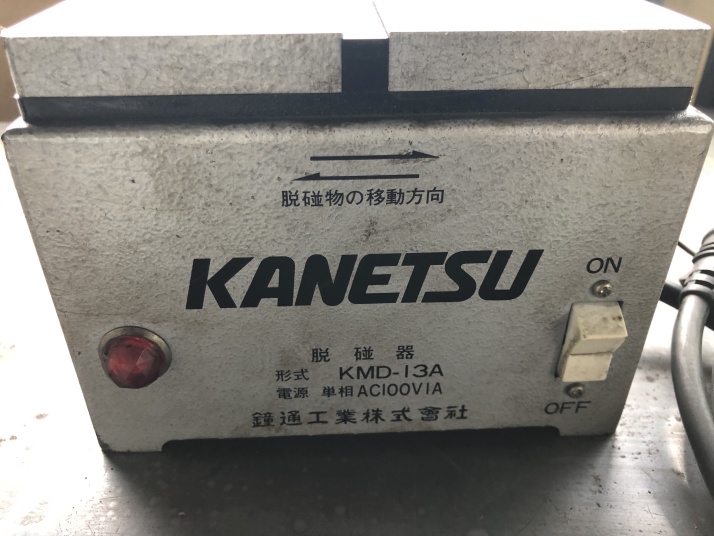 脱磁物の移動方向
KANETSU
ON
脱磁器
形式 KMD-13A
電源 単相AC100V1A
OFF
鐘通工業株式會社